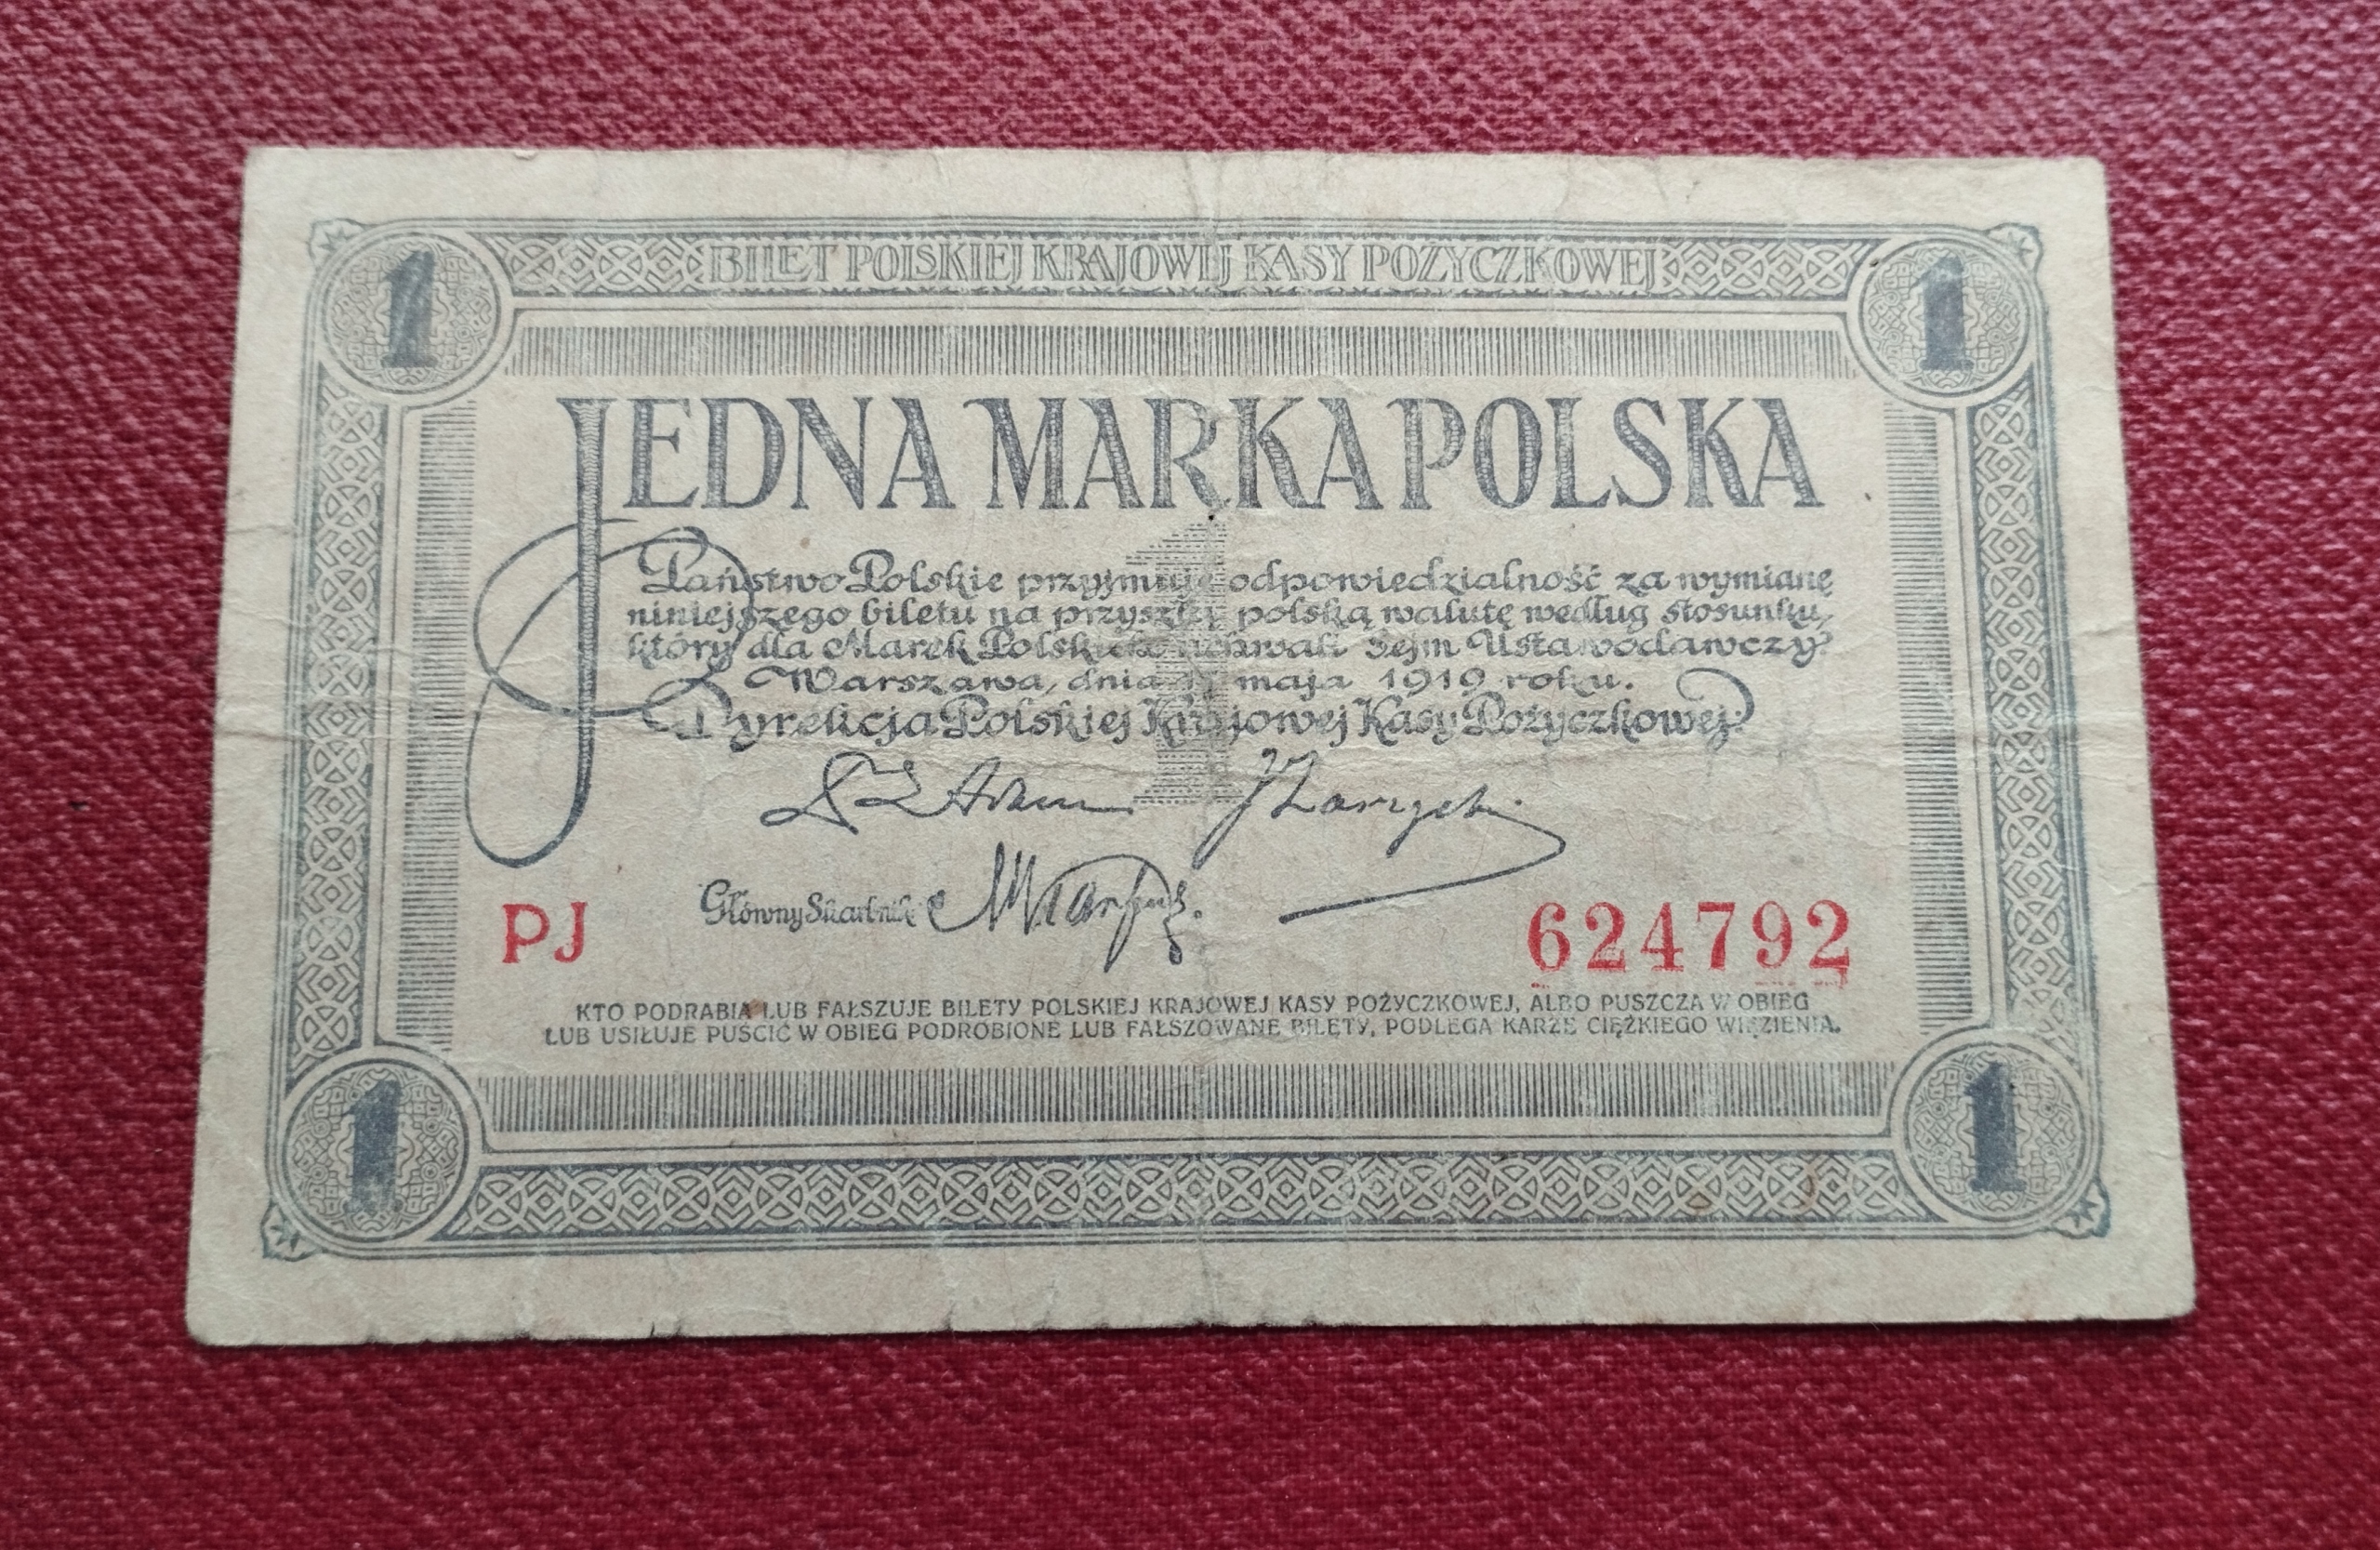 1 BILET POLSKIEJ KRAJOWEJ KASY POŻYCZKOWEJ 1
JEDNA MARKA POLSKA
1
Państwo Polskie przyjmuje odpowiedzialność za wymianę
niniejszego biletu na przyszłą polską walutę według stosunku,
który dla Marek Polskich uchwali Sejm Ustawodawczy
Warszawa, dnia 17 maja 1919 roku.
Dyrekcja Polskiej Krajowej Kasy Pożyczkowej
Główny Skarbnik
PJ 624792
KTO PODRABIA LUB FAŁSZUJE BILETY POLSKIEJ KRAJOWEJ KASY POŻYCZKOWEJ, ALBO PUSZCZA W OBIEG
LUB USIŁUJE PUŚCIĆ W OBIEG PODROBIONE LUB FAŁSZOWANE BILETY, PODLEGA KARZE CIĘŻKIEGO WIĘZIENIA.
1 1